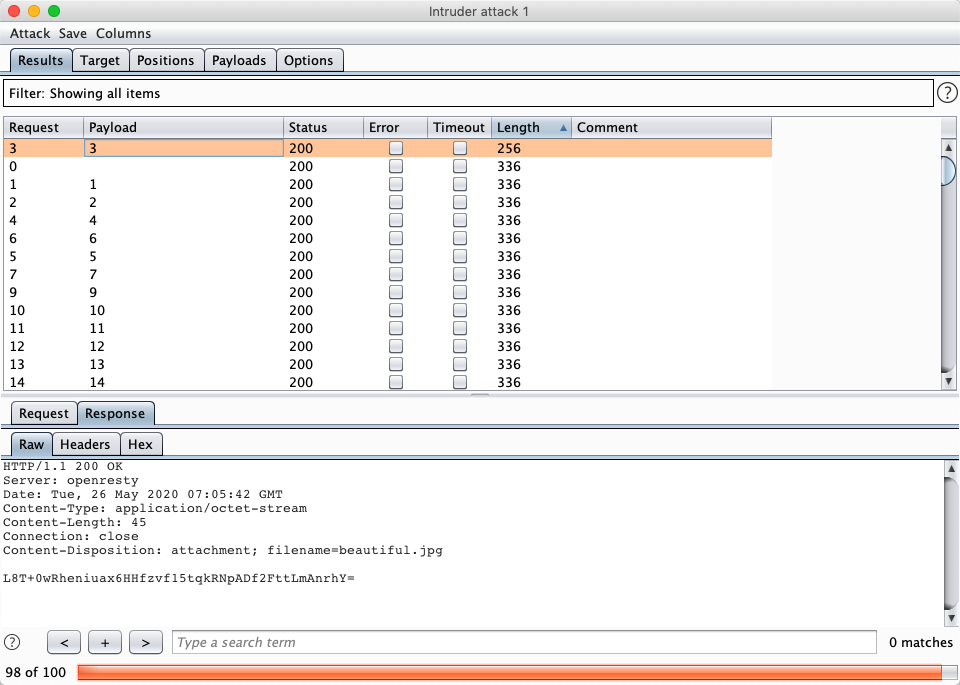 Intruder attack 1
Attack Save Columns
Results Target Positions Payloads Options
Filter: Showing all items ?
Request Payload Status Error Timeout Length Comment
3 3 200 256
0 200 336
1 1 200 336
2 2 200 336
4 4 200 336
6 6 200 336
5 5 200 336
7 7 200 336
9 9 200 336
10 10 200 336
11 11 200 336
12 12 200 336
13 13 200 336
14 14 200 336
Request Response
Raw Headers Hex
HTTP/1.1 200 OK
Server: openresty
Date: Tue, 26 May 2020 07:05:42 GMT
Content-Type: application/octet-stream
Content-Length: 45
Connection: close
Content-Disposition: attachment; filename=beautiful.jpg
L8T+0wRheniuax6HHfzvf15tqkRNpADf2FttLmAnrhY=
? < + > Type a search term 0 matches
98 of 100